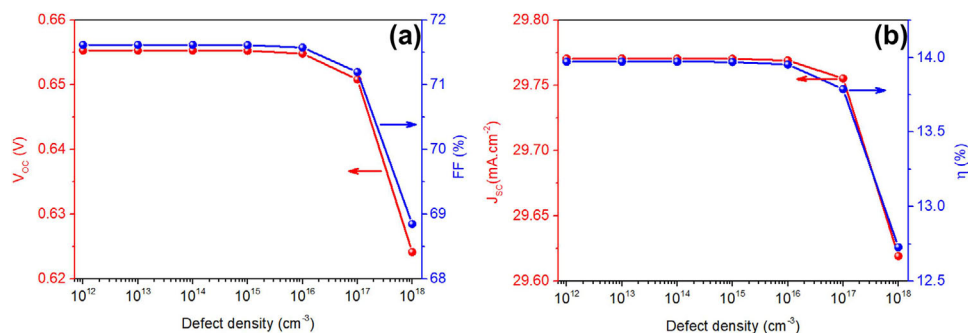 (a)
0.66
0.65
0.64
0.63
0.62
V_OC (V)
72
71
70
69
68
FF (%)
10^12 10^13 10^14 10^15 10^16 10^17 10^18
Defect density (cm^-3)
(b)
29.80
29.75
29.70
29.65
29.60
J_SC(mA.cm^-2)
14.0
13.5
13.0
12.5
η (%)
10^12 10^13 10^14 10^15 10^16 10^17 10^18
Defect density (cm^-3)